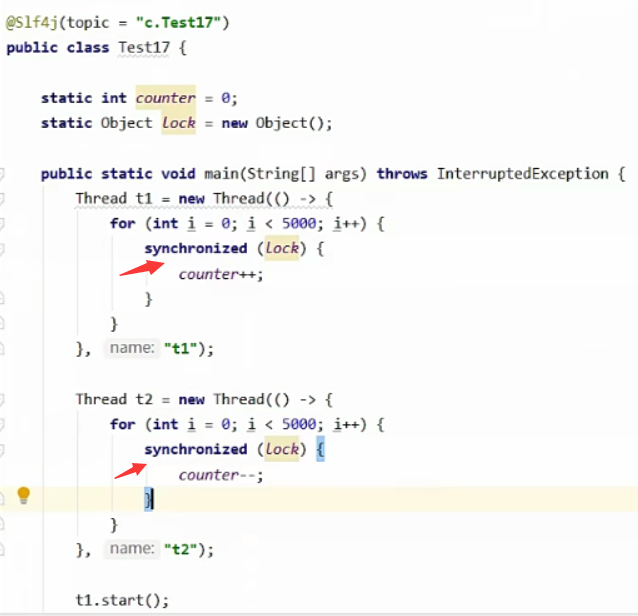 @Slf4j(topic = "c.Test17")
public class Test17 {
static int counter = 0;
static Object lock = new Object();
public static void main(String[] args) throws InterruptedException {
Thread t1 = new Thread(() -> {
for (int i = 0; i < 5000; i++) {
synchronized (lock) {
counter++;
}
}
}, name: "t1");
Thread t2 = new Thread(() -> {
for (int i = 0; i < 5000; i++) {
synchronized (lock) {
counter--;
}
}
}, name: "t2");
t1.start();